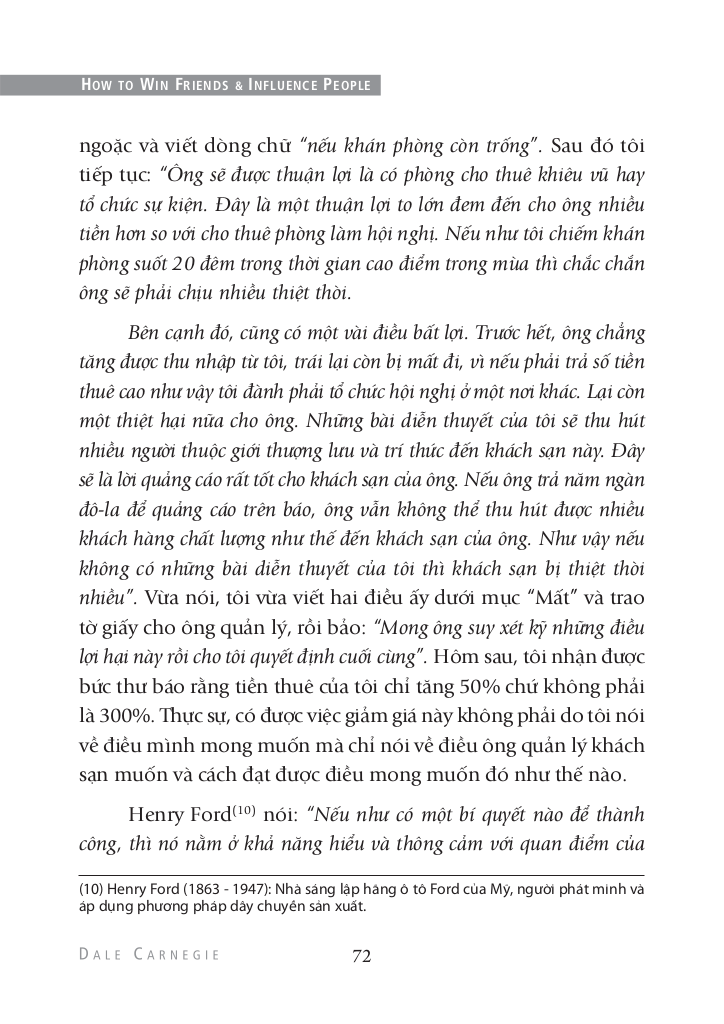 HOW TO WIN FRIENDS & INFLUENCE PEOPLE
ngoặc và viết dòng chữ “nếu khán phòng còn trống”. Sau đó tôi
tiếp tục: “Ông sẽ được thuận lợi là có phòng cho thuê khiêu vũ hay
tổ chức sự kiện. Đây là một thuận lợi to lớn đem đến cho ông nhiều
tiền hơn so với cho thuê phòng làm hội nghị. Nếu như tôi chiếm khán
phòng suốt 20 đêm trong thời gian cao điểm trong mùa thì chắc chắn
ông sẽ phải chịu nhiều thiệt thòi.
Bên cạnh đó, cũng có một vài điều bất lợi. Trước hết, ông chẳng
tăng được thu nhập từ tôi, trái lại còn bị mất đi, vì nếu phải trả số tiền
thuê cao như vậy tôi đành phải tổ chức hội nghị ở một nơi khác. Lại còn
một thiệt hại nữa cho ông. Những bài diễn thuyết của tôi sẽ thu hút
nhiều người thuộc giới thượng lưu và trí thức đến khách sạn này. Đây
sẽ là lời quảng cáo rất tốt cho khách sạn của ông. Nếu ông trả năm ngàn
đô-la để quảng cáo trên báo, ông vẫn không thể thu hút được nhiều
khách hàng chất lượng như thế đến khách sạn của ông. Như vậy nếu
không có những bài diễn thuyết của tôi thì khách sạn bị thiệt thòi
nhiều”. Vừa nói, tôi vừa viết hai điều ấy dưới mục “Mất” và trao
tờ giấy cho ông quản lý, rồi bảo: “Mong ông suy xét kỹ những điều
lợi hại này rồi cho tôi quyết định cuối cùng”. Hôm sau, tôi nhận được
bức thư báo rằng tiền thuê của tôi chỉ tăng 50% chứ không phải
là 300%. Thực sự, có được việc giảm giá này không phải do tôi nói
về điều mình mong muốn mà chỉ nói về điều ông quản lý khách
sạn muốn và cách đạt được điều mong muốn đó như thế nào.
Henry Ford(10) nói: “Nếu như có một bí quyết nào để thành
công, thì nó nằm ở khả năng hiểu và thông cảm với quan điểm của
(10) Henry Ford (1863 - 1947): Nhà sáng lập hãng ô tô Ford của Mỹ, người phát minh và
áp dụng phương pháp dây chuyền sản xuất.
DALE CARNEGIE 72